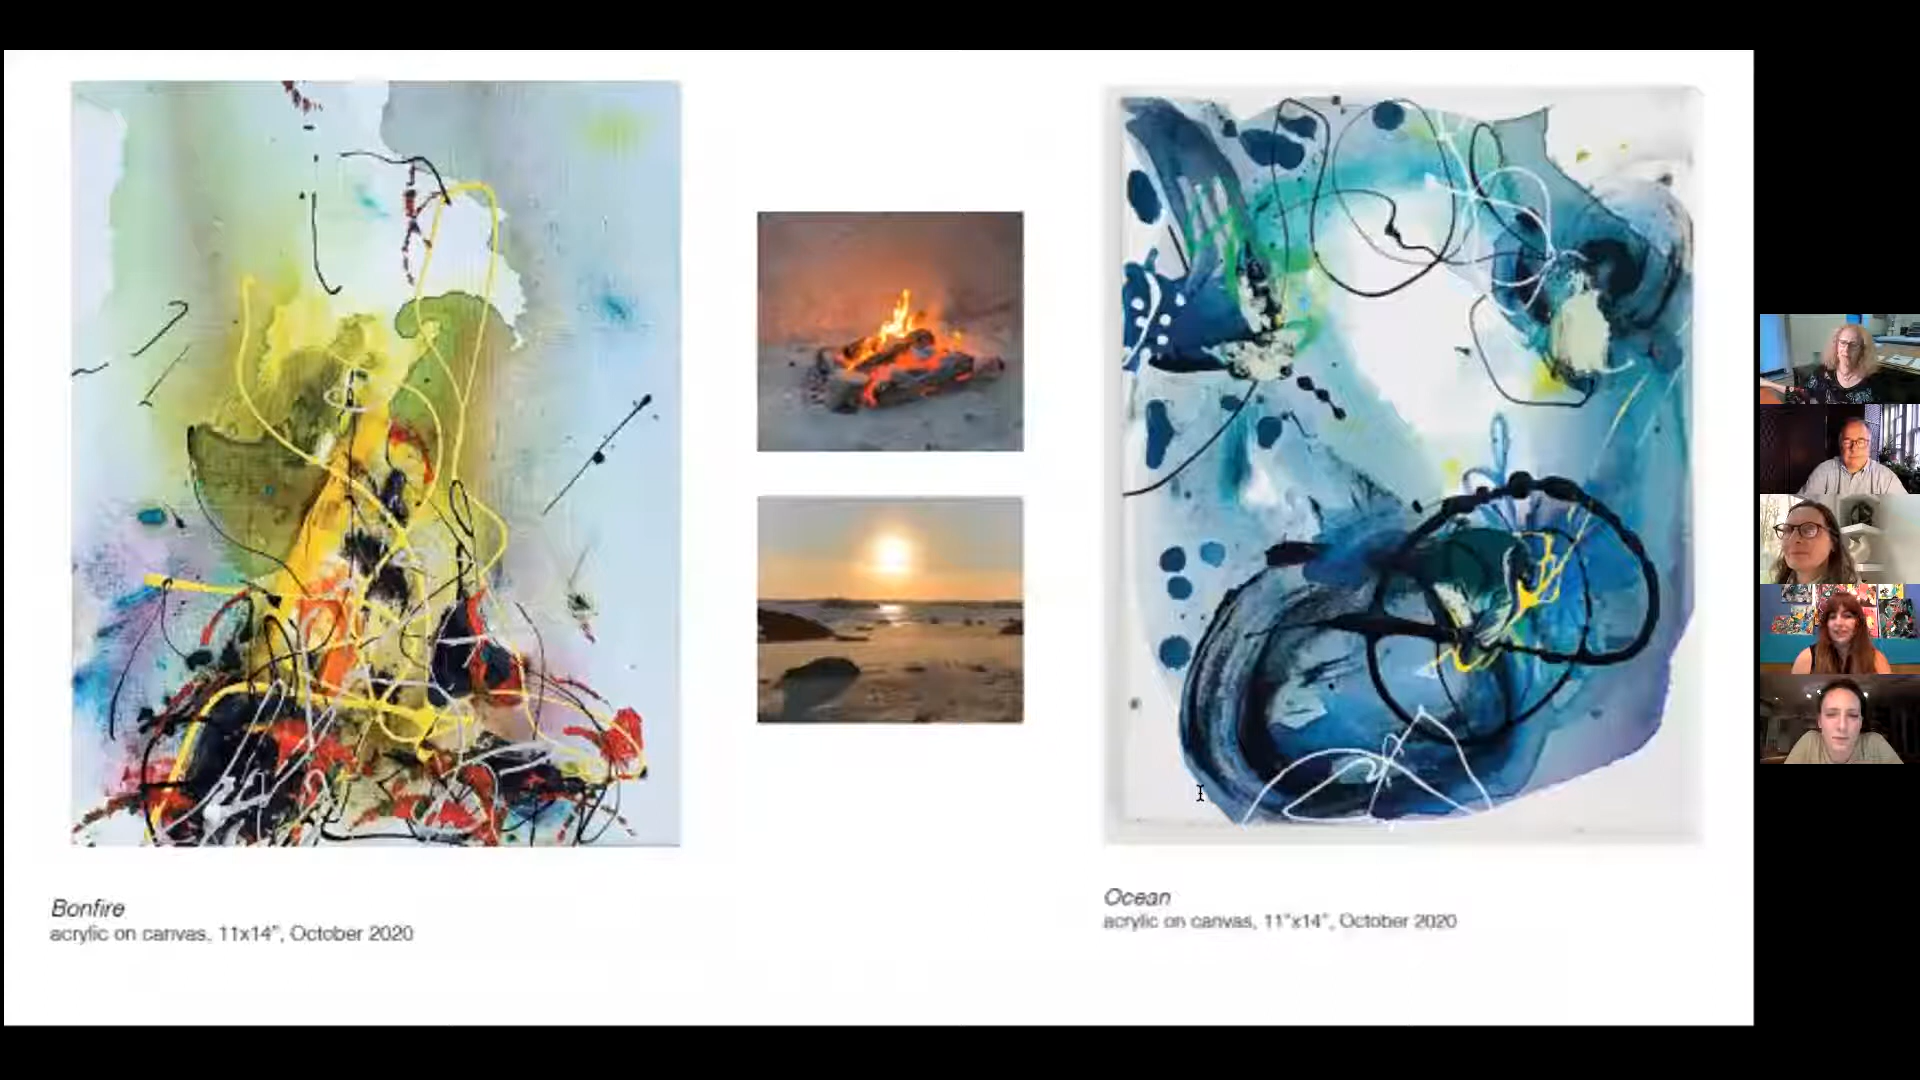 Bonfire
acrylic on canvas, 11x14", October 2020
Ocean
acrylic on canvas, 11"x14", October 2020